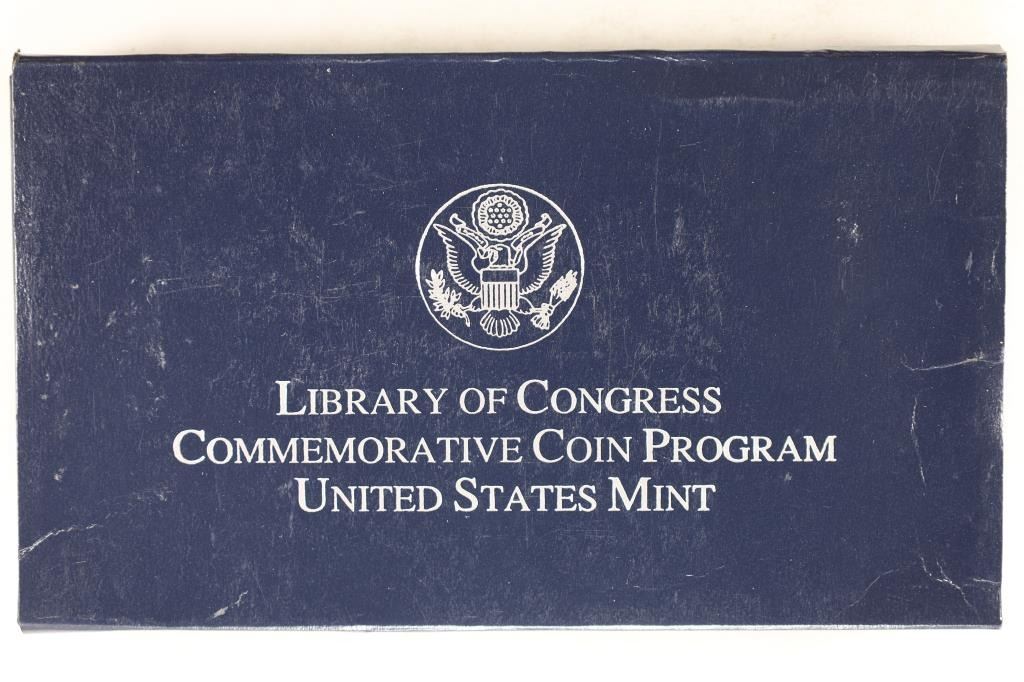 LIBRARY OF CONGRESS
COMMEMORATIVE COIN PROGRAM
UNITED STATES MINT